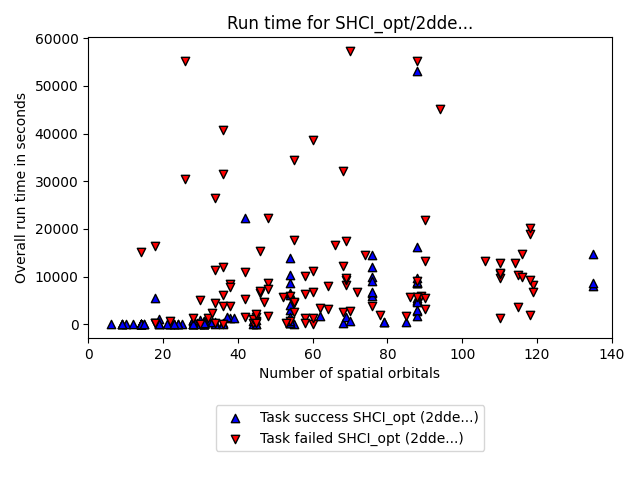 Run time for SHCI_opt/2dde...
Overall run time in seconds
60000
50000
40000
30000
20000
10000
0
0 20 40 60 80 100 120 140
Number of spatial orbitals
Task success SHCI_opt (2dde...)
Task failed SHCI_opt (2dde...)